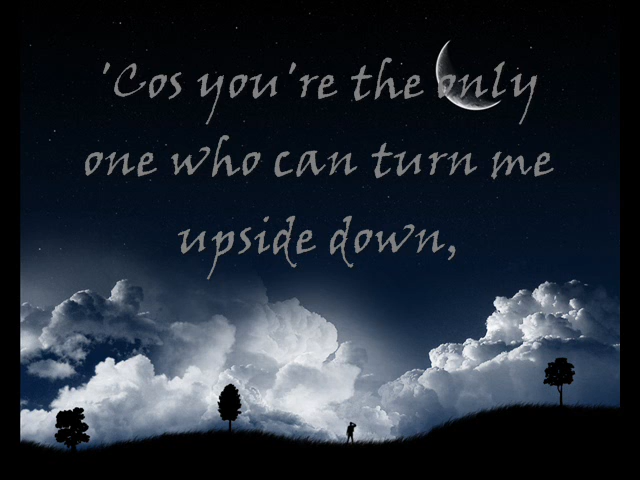 'Cos you're the only
one who can turn me
upside down,